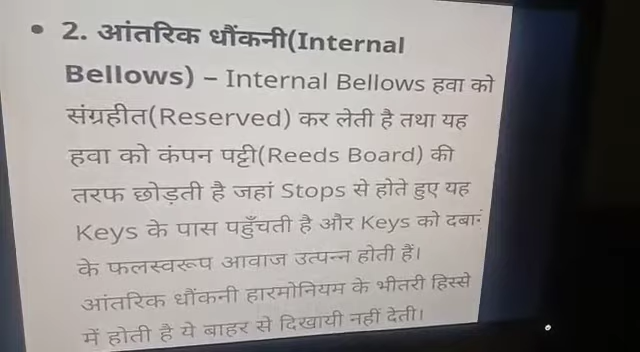 • 2. आंतरिक धौंकनी(Internal
Bellows) – Internal Bellows हवा को
संग्रहीत(Reserved) कर लेती है तथा यह
हवा को कंपन पट्टी(Reeds Board) की
तरफ छोड़ती है जहां Stops से होते हुए यह
Keys के पास पहुँचती है और Keys को
के फलस्वरूप आवाज उत्पन्न होती हैं।
आंतरिक धौंकनी हारमोनियम के भीतरी हिस्से
में होती है ये बाहर से दिखायी नहीं देती।